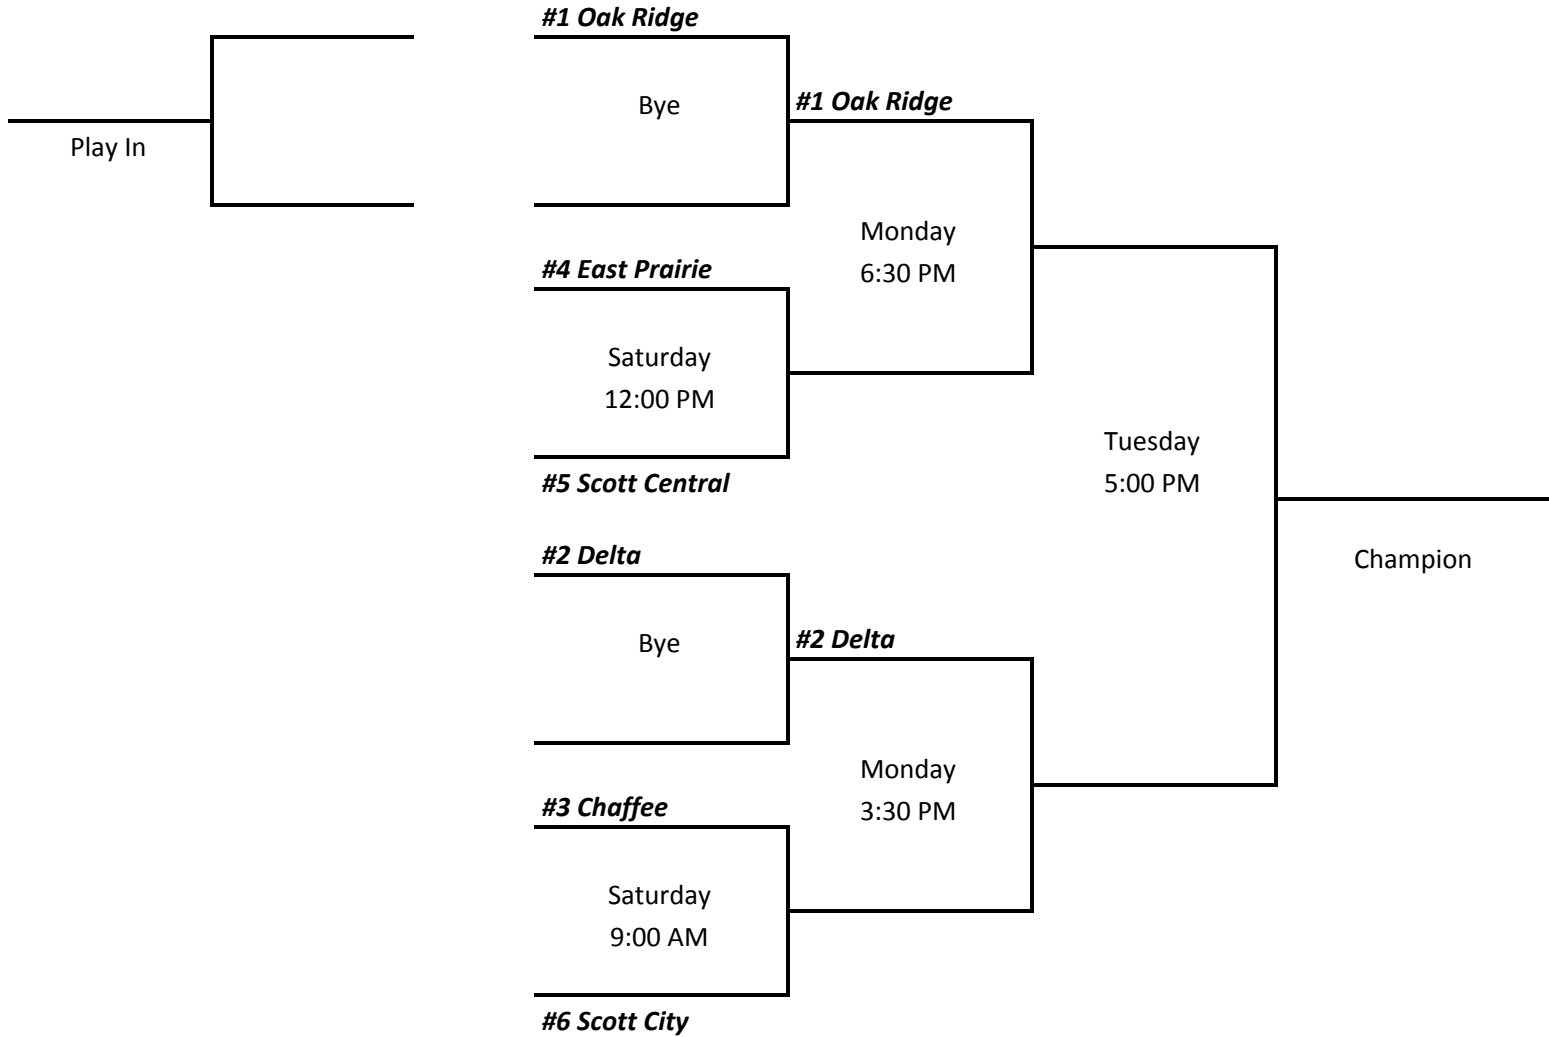 #1 Oak Ridge
Bye
#1 Oak Ridge
Play In
Monday
6:30 PM
#4 East Prairie
Saturday
12:00 PM
#5 Scott Central
Tuesday
5:00 PM
#2 Delta
Champion
Bye
#2 Delta
Monday
3:30 PM
#3 Chaffee
Saturday
9:00 AM
#6 Scott City